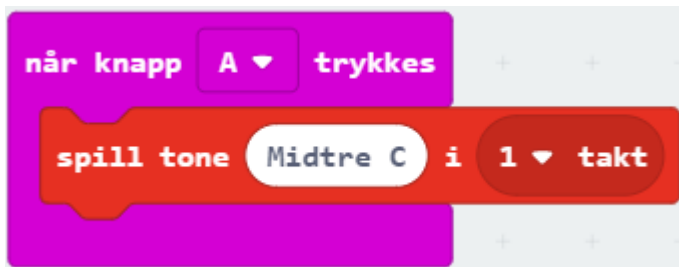 når knapp A trykkes
spill tone Midtre C i 1 takt